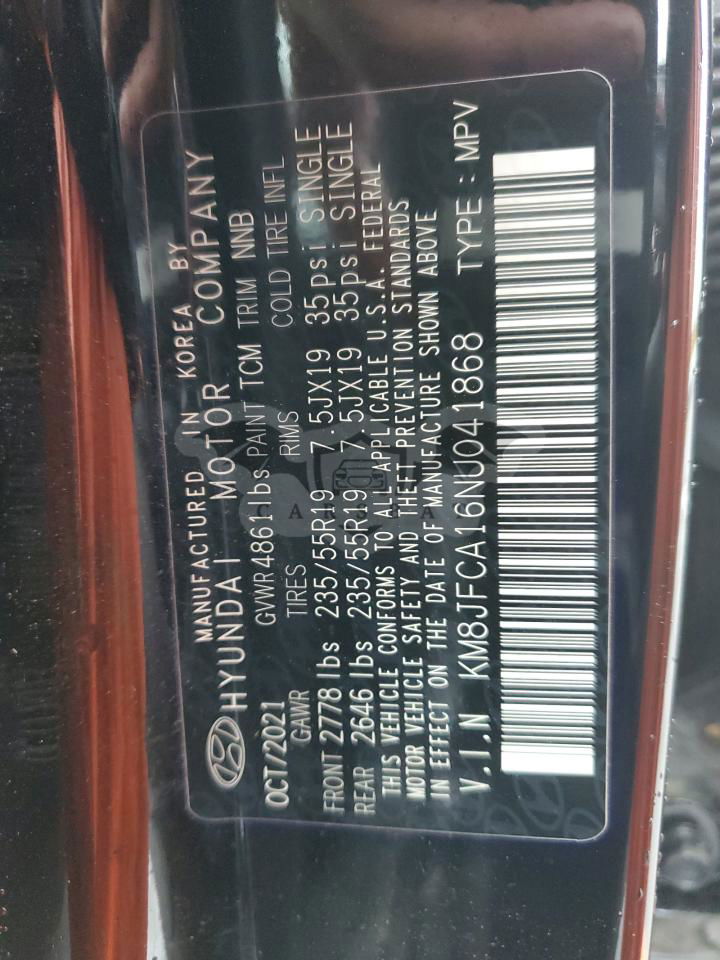 MANUFACTURED IN KOREA BY
HYUNDAI MOTOR COMPANY
OCT/2021 GVWR 4861 lbs PAINT TCM TRIM NNB
GAWR TIRES RIMS COLD TIRE INFL
FRONT 2778 lbs 235/55R19 7.5JX19 35psi SINGLE
REAR 2646 lbs 235/55R19 7.5JX19 35psi SINGLE
THIS VEHICLE CONFORMS TO ALL APPLICABLE U.S.A. FEDERAL
MOTOR VEHICLE SAFETY AND THEFT PREVENTION STANDARDS
IN EFFECT ON THE DATE OF MANUFACTURE SHOWN ABOVE
V.I.N KM8JFCA16NU041868 TYPE : MPV